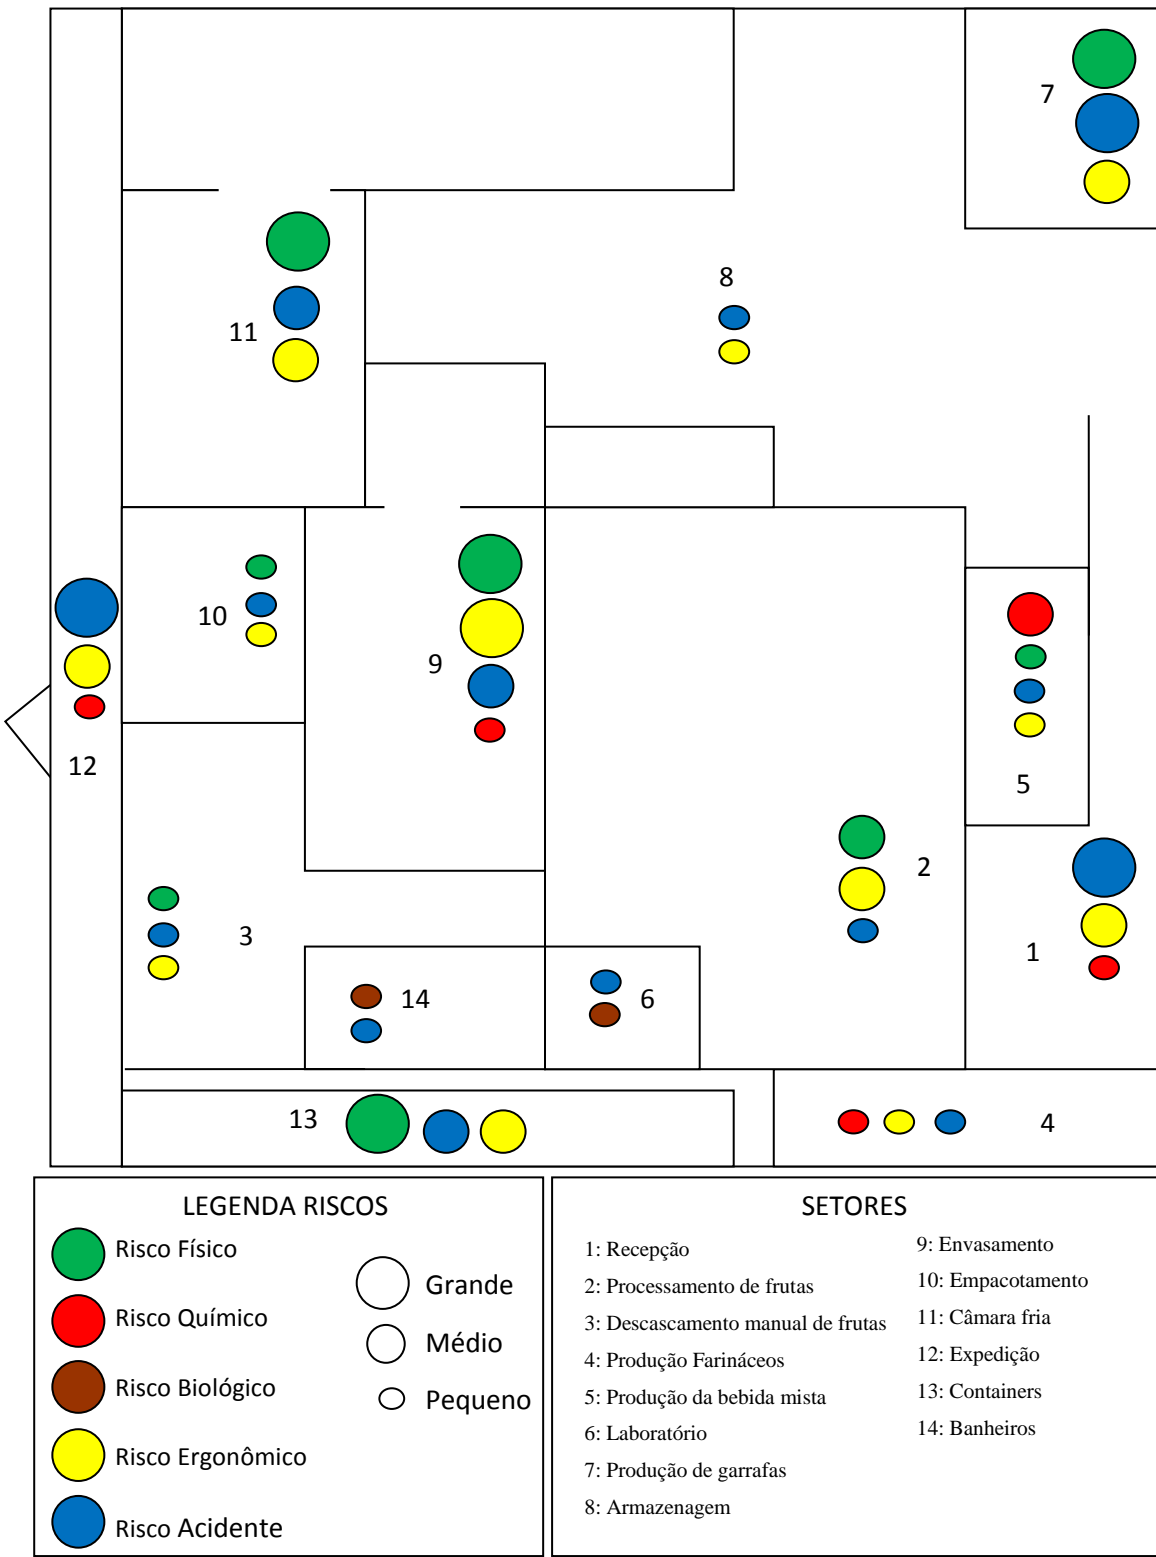 7
8
11
10
9
12
5
2
3
1
14
6
13
4
LEGENDA RISCOS
Risco Físico
Risco Químico
Risco Biológico
Risco Ergonômico
Risco Acidente
Grande
Médio
Pequeno
SETORES
1: Recepção
2: Processamento de frutas
3: Descascamento manual de frutas
4: Produção Farináceos
5: Produção da bebida mista
6: Laboratório
7: Produção de garrafas
8: Armazenagem
9: Envasamento
10: Empacotamento
11: Câmara fria
12: Expedição
13: Containers
14: Banheiros